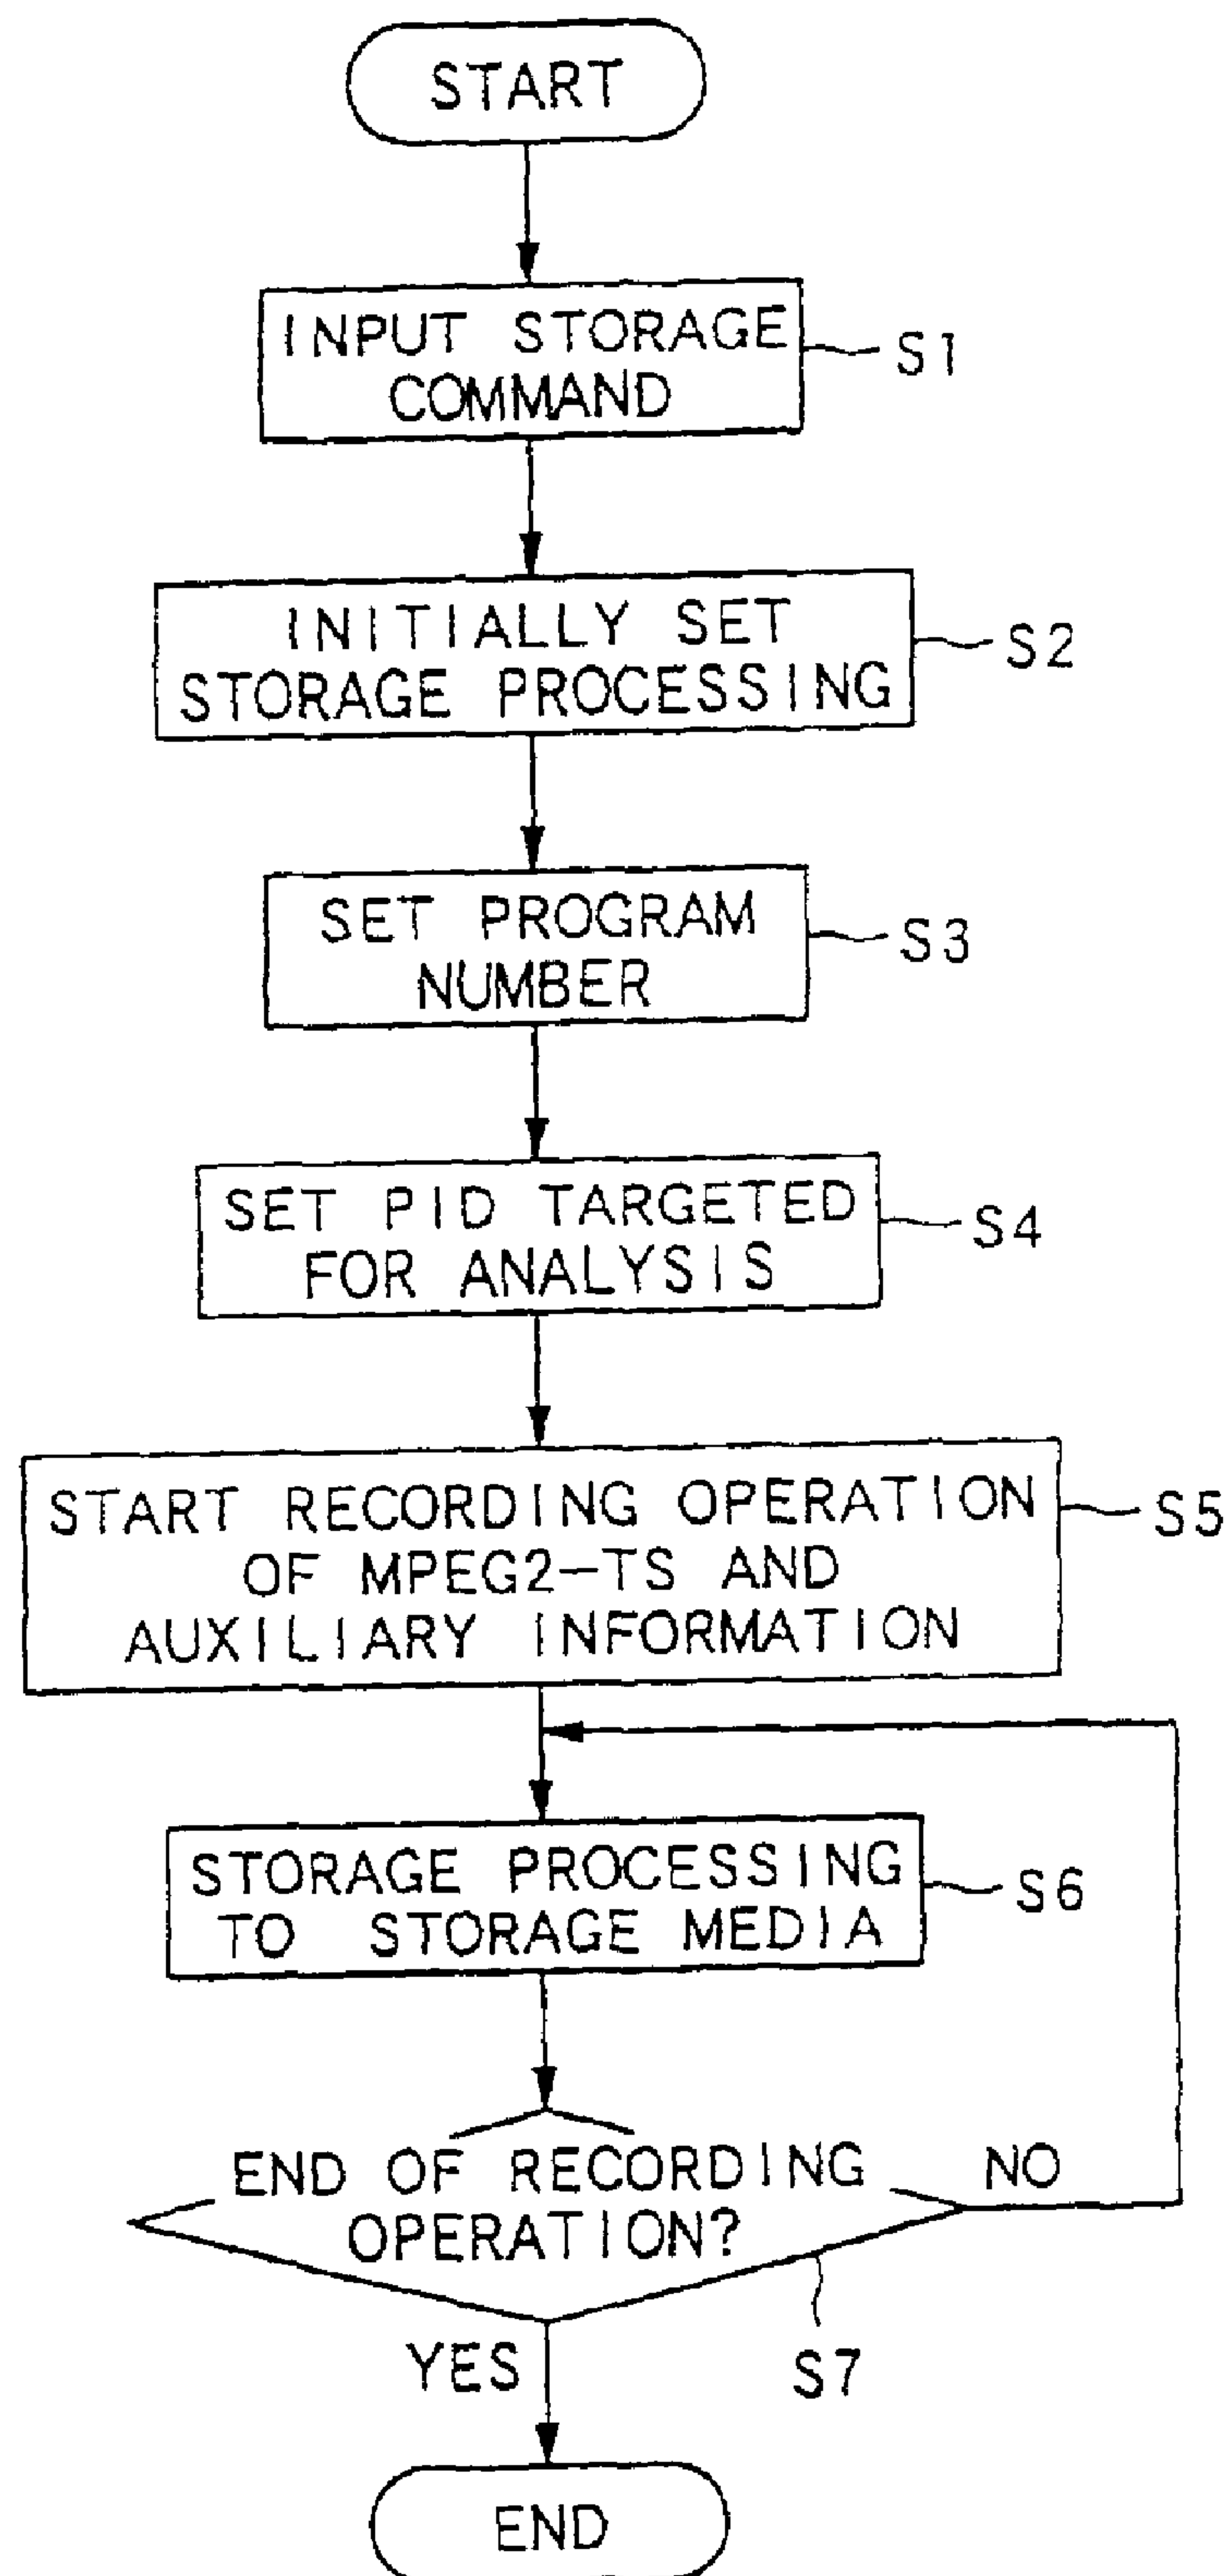 START
INPUT STORAGE
COMMAND
S1
INITIALLY SET
STORAGE PROCESSING
S2
SET PROGRAM
NUMBER
S3
SET PID TARGETED
FOR ANALYSIS
S4
START RECORDING OPERATION
OF MPEG2-TS AND
AUXILIARY INFORMATION
S5
STORAGE PROCESSING
TO STORAGE MEDIA
S6
END OF RECORDING
OPERATION?
NO
YES
S7
END